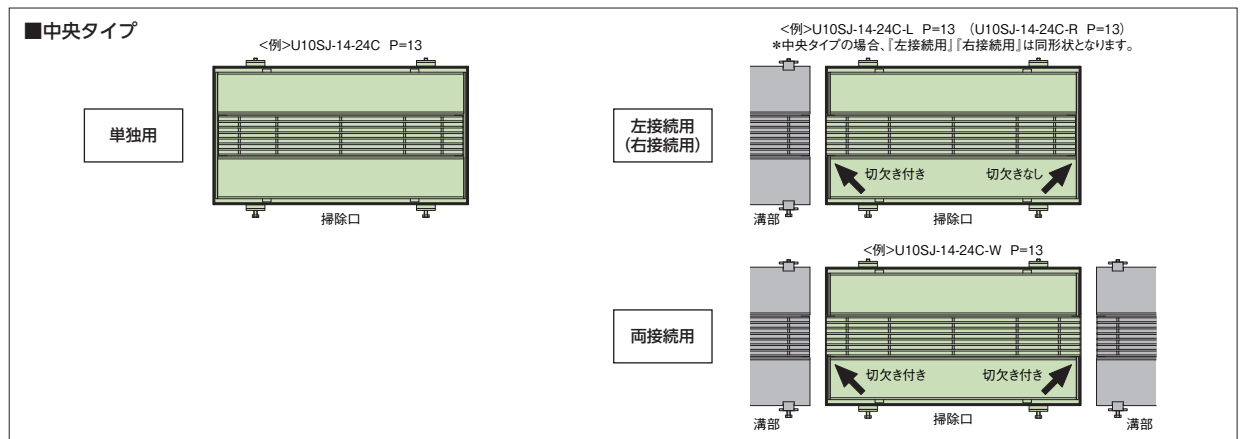 ■中央タイプ
<例>U10SJ-14-24C P=13
単独用
掃除口
<例>U10SJ-14-24C-L P=13 (U10SJ-14-24C-R P=13)
*中央タイプの場合、『左接続用』『右接続用』は同形状となります。
左接続用
(右接続用)
切欠き付き 切欠きなし
溝部 掃除口
<例>U10SJ-14-24C-W P=13
両接続用
切欠き付き 切欠き付き
溝部 掃除口 溝部